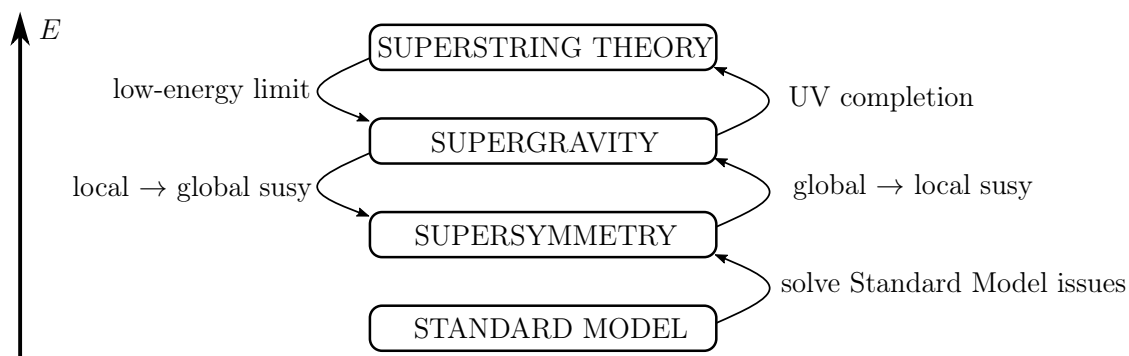 E
SUPERSTRING THEORY
low-energy limit
UV completion
SUPERGRAVITY
local → global susy
global → local susy
SUPERSYMMETRY
solve Standard Model issues
STANDARD MODEL